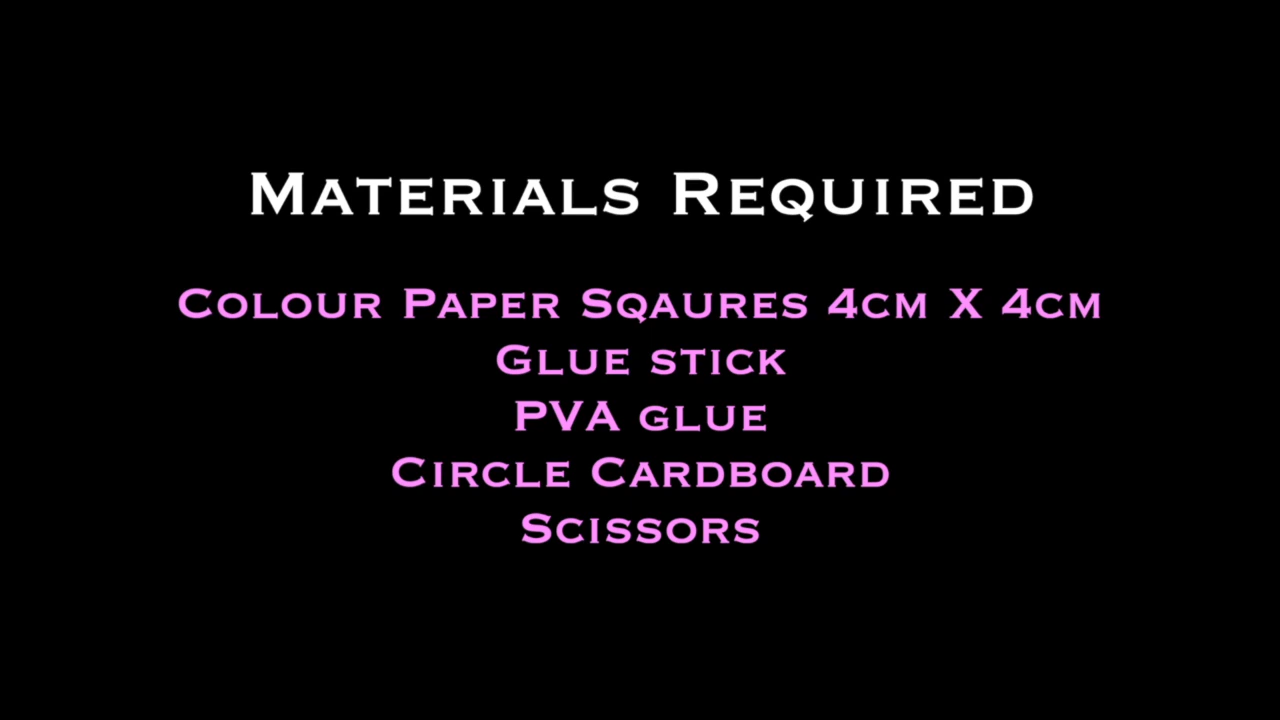 Materials Required
Colour Paper Sqaures 4cm X 4cm
Glue stick
PVA glue
Circle Cardboard
Scissors